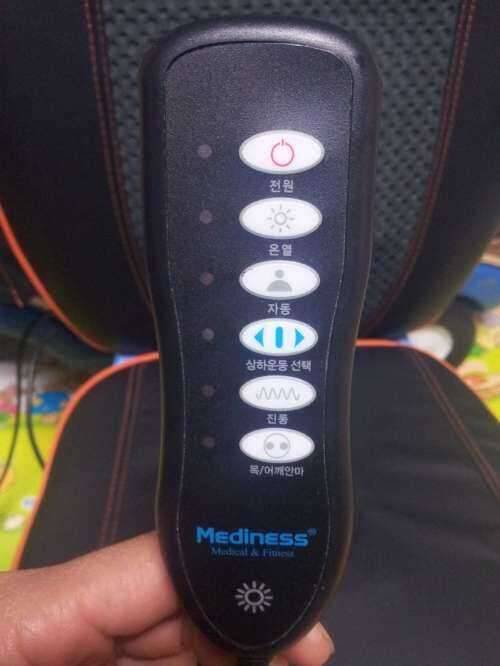 전원
온열
자동
상하운동 선택
진동
목/어깨안마
Mediness®
Medical & Fitness